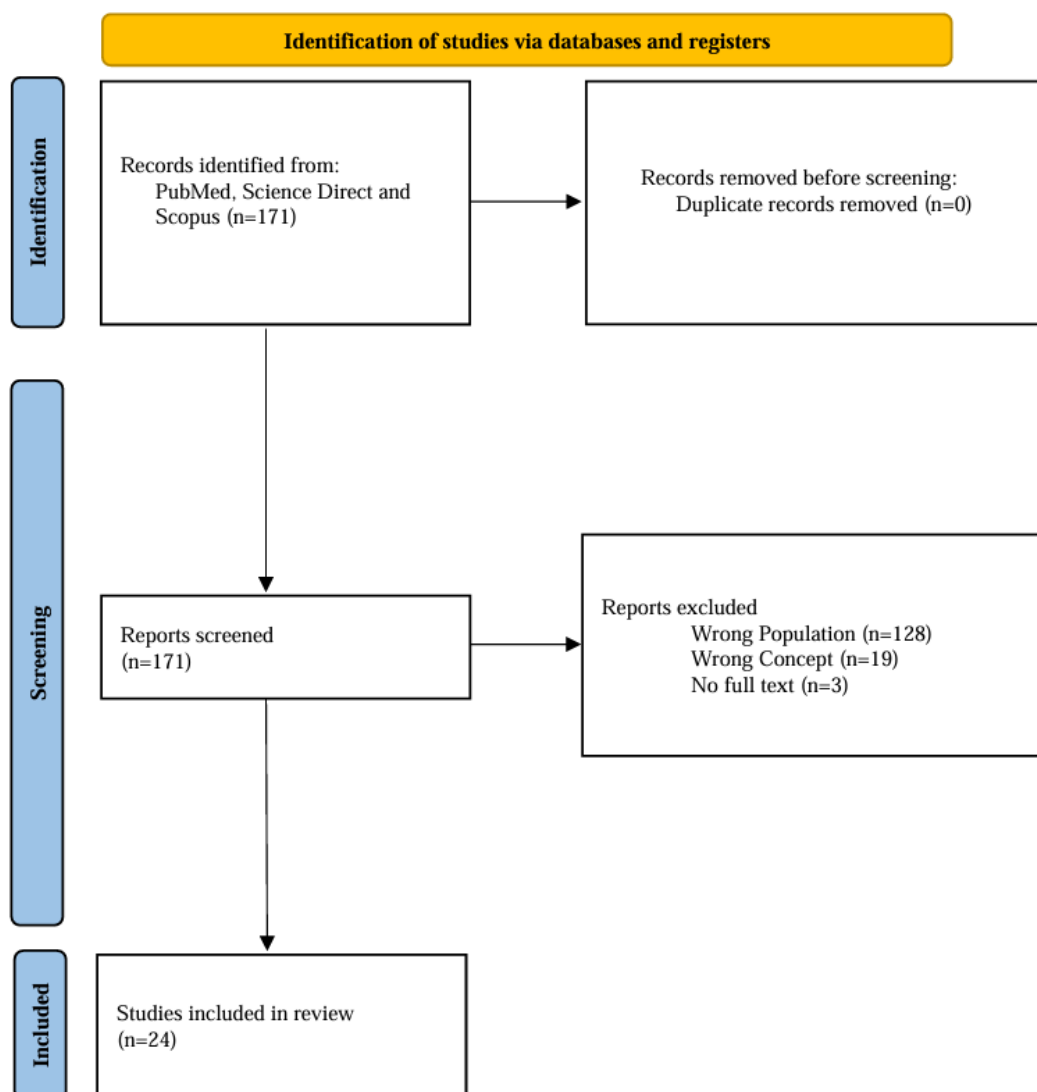 Identification of studies via databases and registers
Identification
Records identified from:
PubMed, Science Direct and
Scopus (n=171)
Records removed before screening:
Duplicate records removed (n=0)
Screening
Reports screened
(n=171)
Reports excluded
Wrong Population (n=128)
Wrong Concept (n=19)
No full text (n=3)
Included
Studies included in review
(n=24)